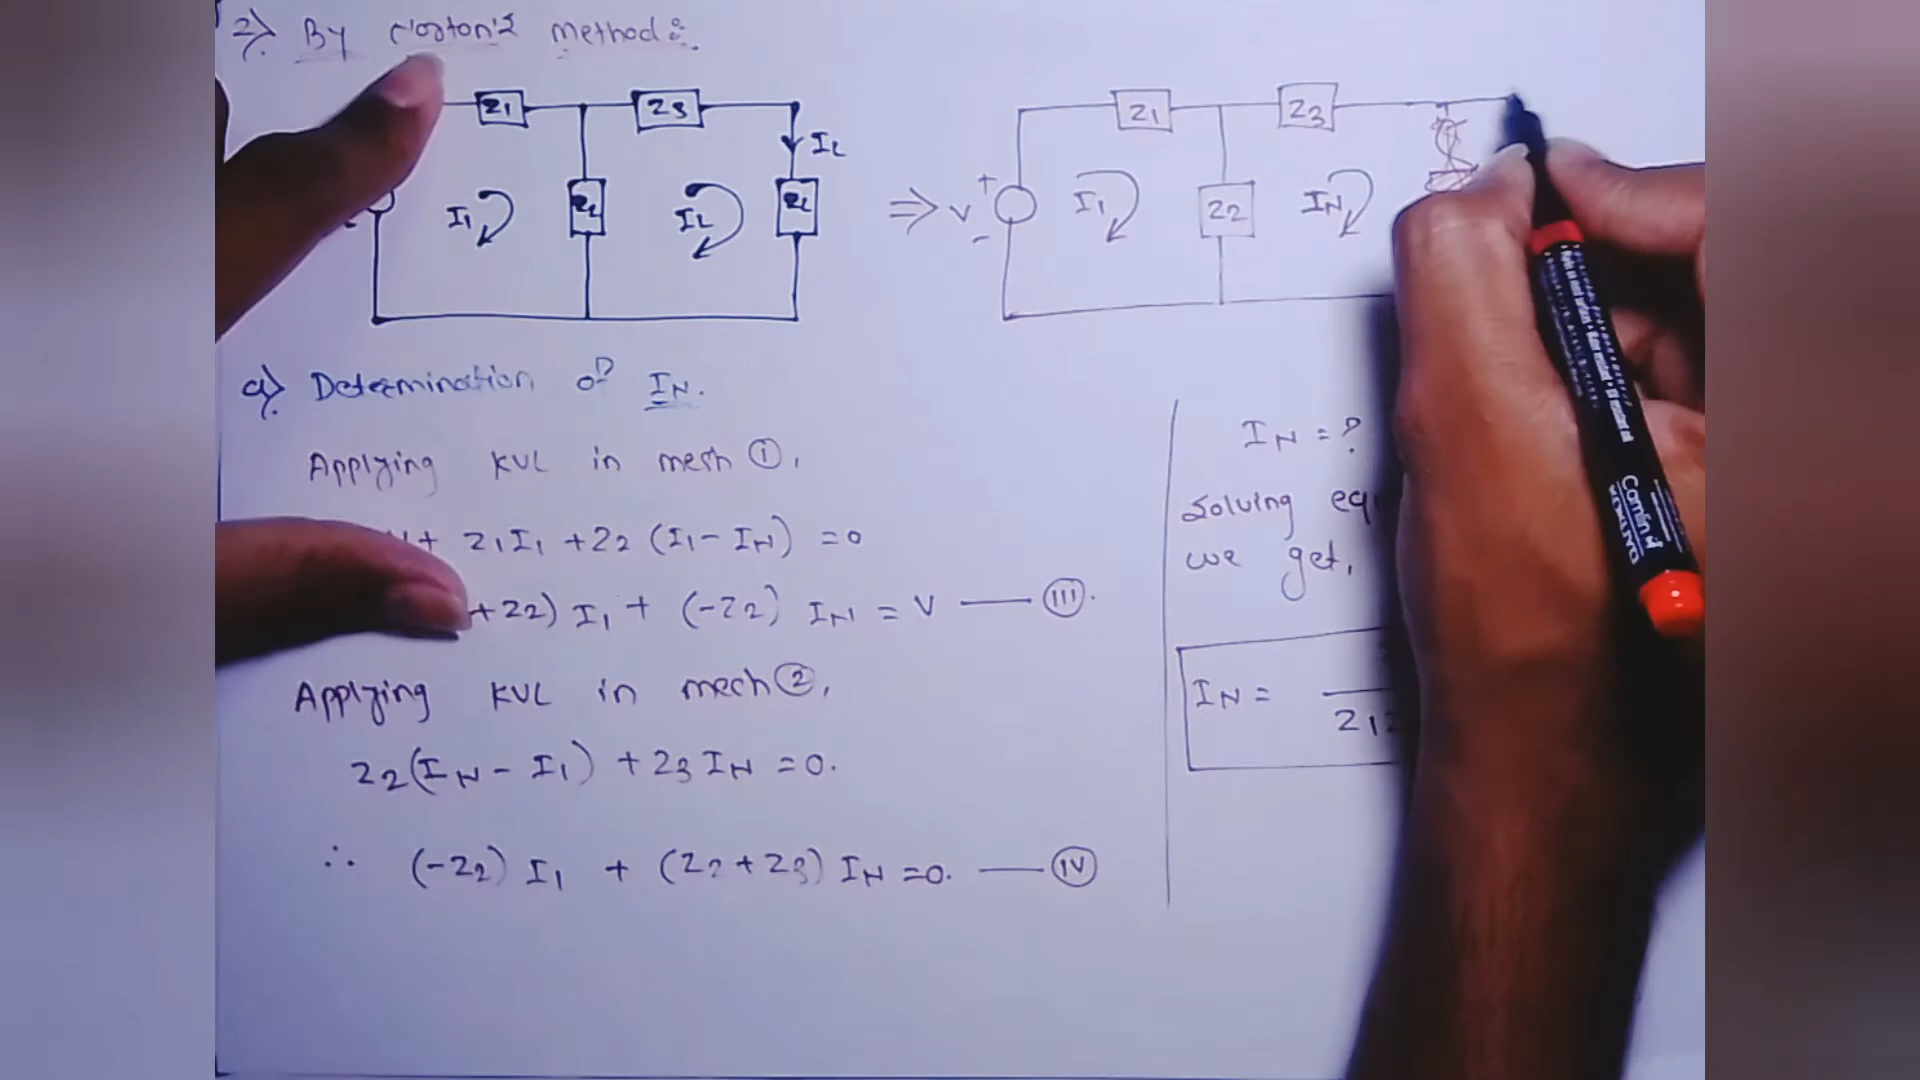 2) By Norton's method:.
Z1 Z3 IL
I1 Z2 IL ZL
⇒ V + - Z1 Z3
I1 Z2 IN
a) Determination of IN.
Applying KVL in mesh ①,
+ Z1I1 + Z2 (I1 - IN) = 0
+Z2) I1 + (-Z2) IN = V — (III).
Applying KVL in mech ②,
Z2(IN - I1) + Z3 IN = 0.
∴ (-Z2) I1 + (Z2 + Z3) IN = 0. — (IV)
IN = ?
Solving
we get,
IN =
Camlin